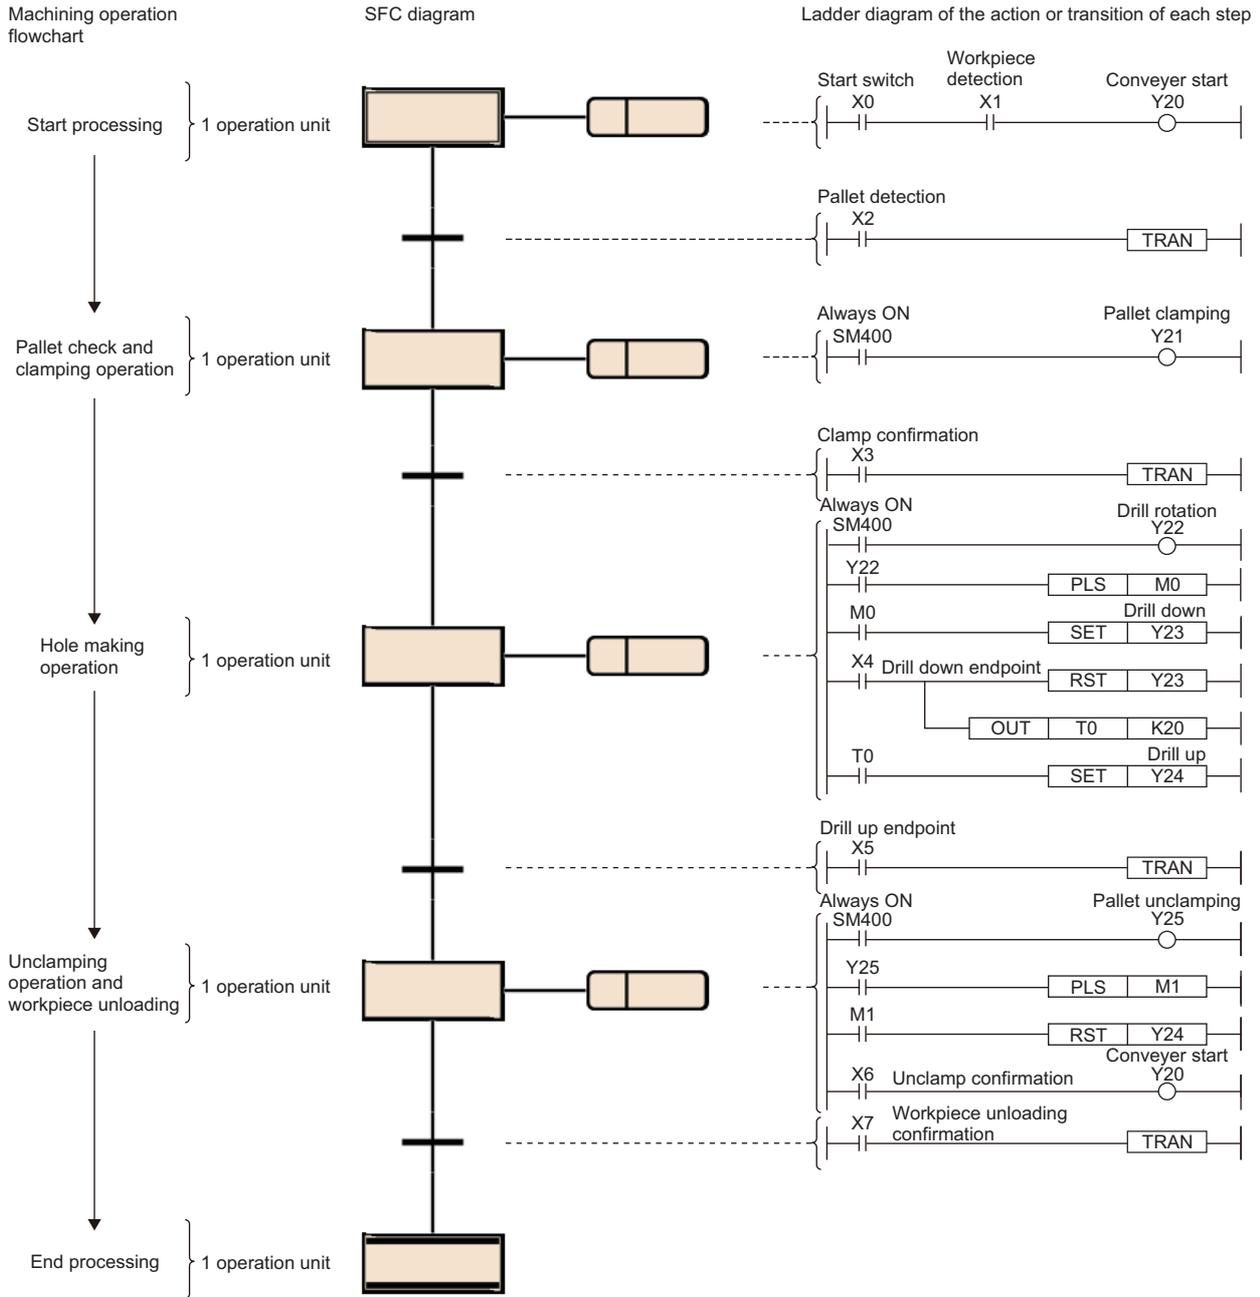 Machining operation
flowchart
SFC diagram
Ladder diagram of the action or transition of each step
Start processing
1 operation unit
Start switch
X0
Workpiece
detection
X1
Conveyer start
Y20
Pallet detection
X2
TRAN
Pallet check and
clamping operation
1 operation unit
Always ON
SM400
Pallet clamping
Y21
Clamp confirmation
X3
TRAN
Hole making
operation
1 operation unit
Always ON
SM400
Drill rotation
Y22
Y22
PLS M0
M0
Drill down
SET Y23
X4 Drill down endpoint
RST Y23
OUT T0 K20
T0
Drill up
SET Y24
Drill up endpoint
X5
TRAN
Unclamping
operation and
workpiece unloading
1 operation unit
Always ON
SM400
Pallet unclamping
Y25
Y25
PLS M1
M1
RST Y24
X6 Unclamp confirmation
Conveyer start
Y20
X7 Workpiece unloading
confirmation
TRAN
End processing
1 operation unit